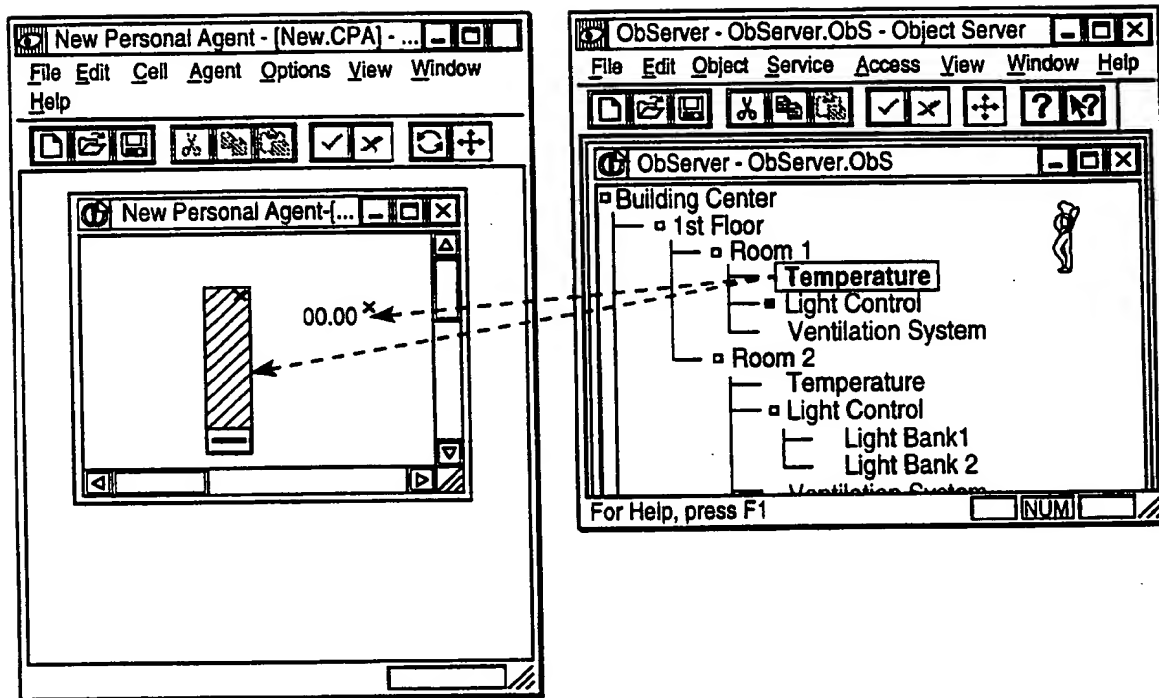 New Personal Agent - [New.CPA] - ...
File Edit Cell Agent Options View Window
Help
New Personal Agent-[...
00.00
ObServer - ObServer.ObS - Object Server
File Edit Object Service Access View Window Help
ObServer - ObServer.ObS
Building Center
1st Floor
Room 1
Temperature
Light Control
Ventilation System
Room 2
Temperature
Light Control
Light Bank1
Light Bank 2
Ventilation System
For Help, press F1
NUM